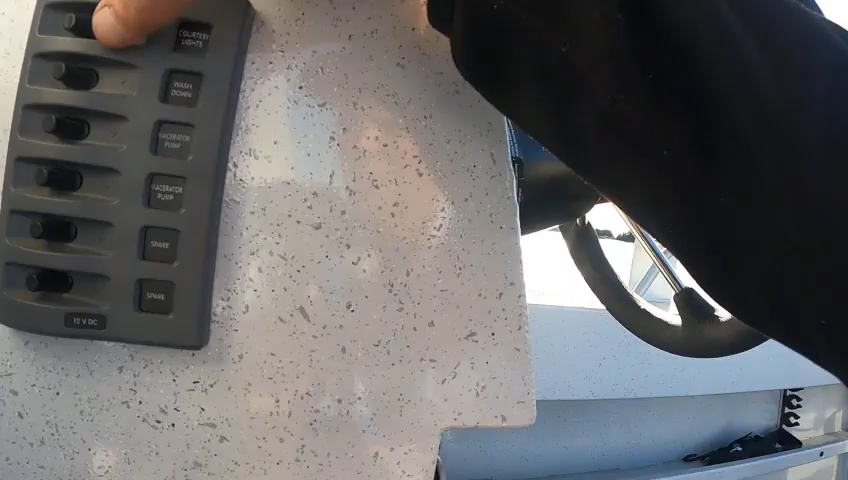 COURTESY
LIGHTS
WASH
DOWN
MACERATOR
PUMP
MACERATOR
PUMP
SPARE
SPARE
12 V DC